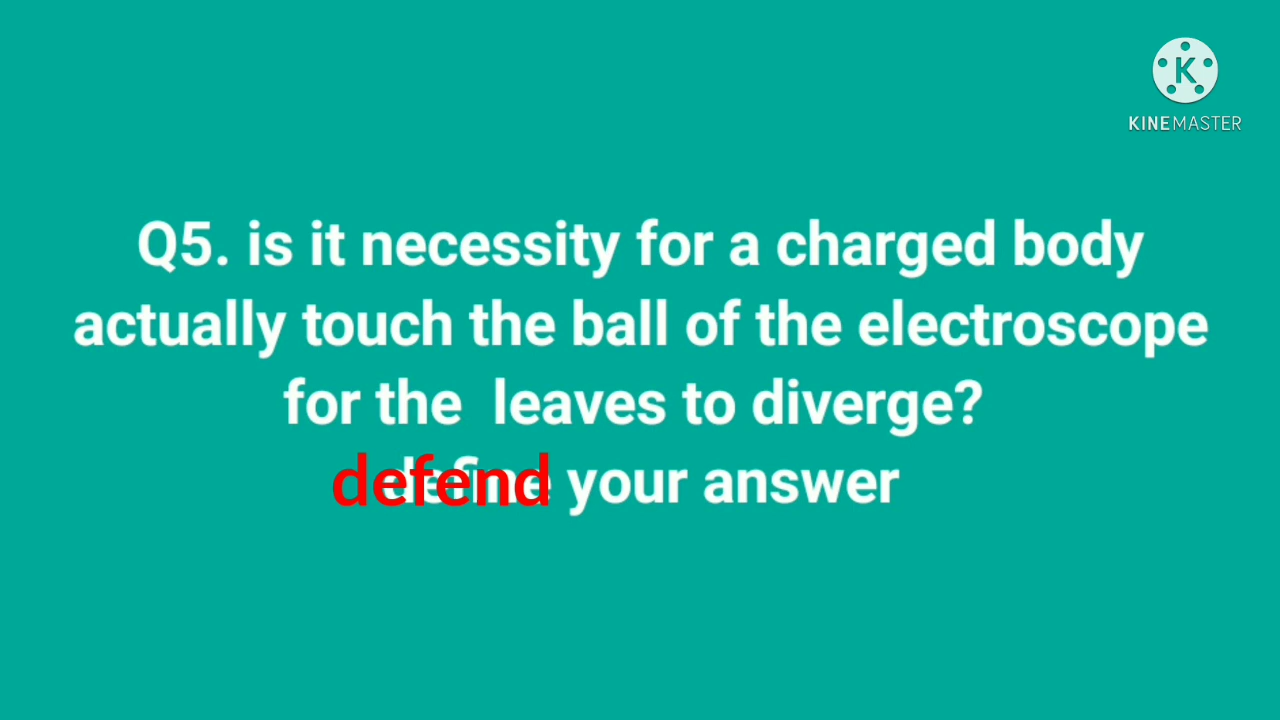 KINEMASTER
Q5. is it necessity for a charged body
actually touch the ball of the electroscope
for the leaves to diverge?
defend your answer